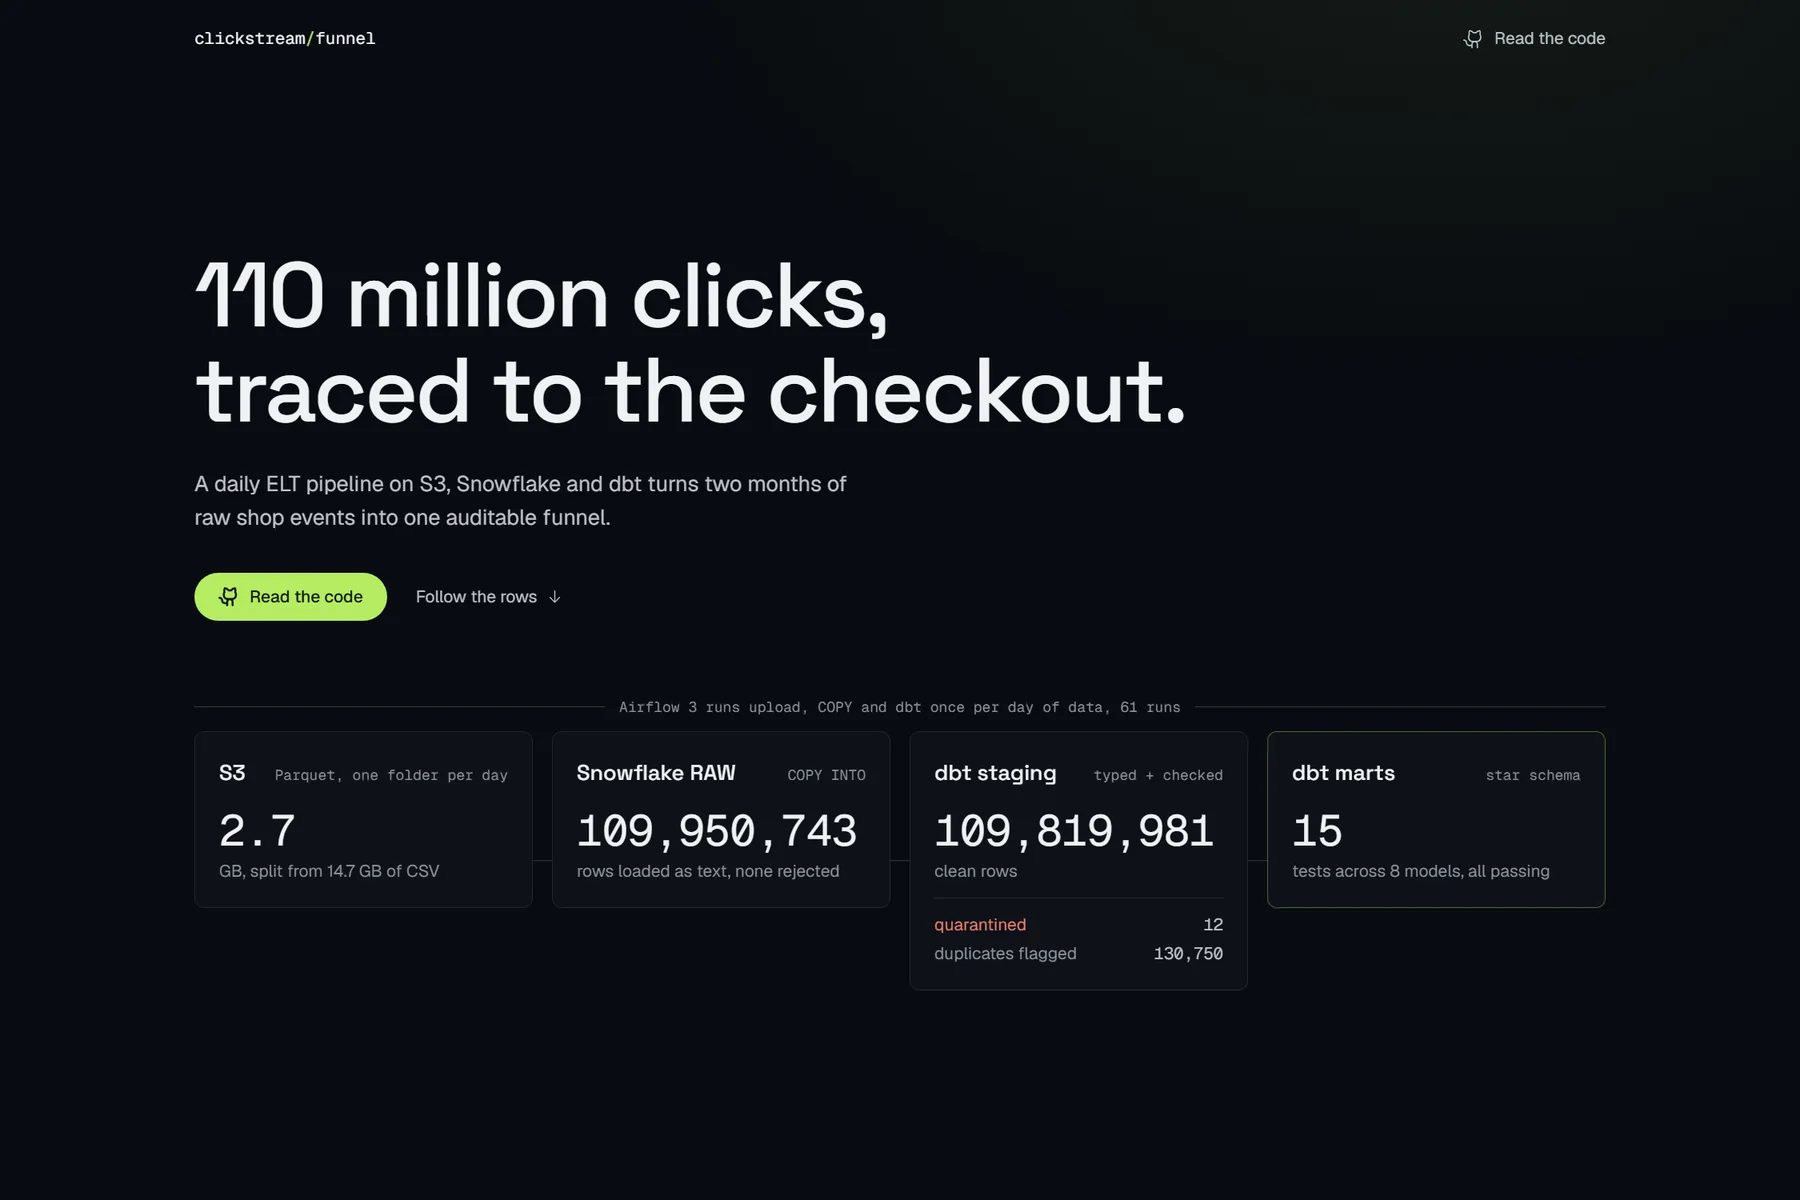 clickstream/funnel
Read the code
110 million clicks,
traced to the checkout.
A daily ELT pipeline on S3, Snowflake and dbt turns two months of
raw shop events into one auditable funnel.
Read the code
Follow the rows ↓
Airflow 3 runs upload, COPY and dbt once per day of data, 61 runs
S3 Parquet, one folder per day
2.7
GB, split from 14.7 GB of CSV
Snowflake RAW COPY INTO
109,950,743
rows loaded as text, none rejected
dbt staging typed + checked
109,819,981
clean rows
quarantined 12
duplicates flagged 130,750
dbt marts star schema
15
tests across 8 models, all passing